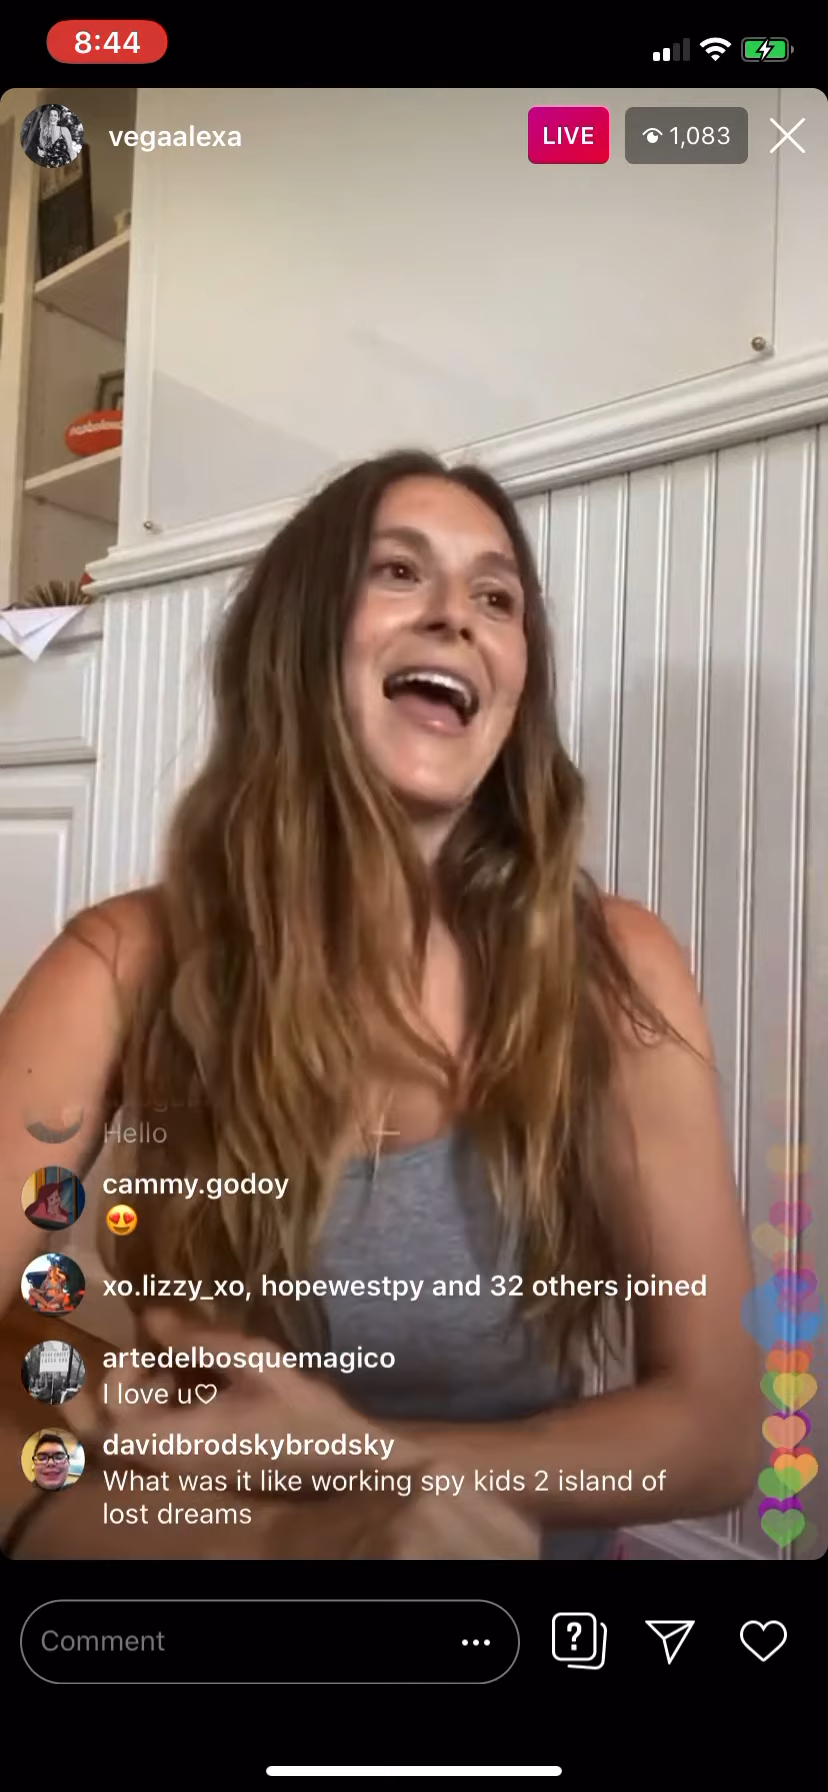 8:44
vegaalexa
LIVE
1,083
Hello
cammy.godoy
😍
xo.lizzy_xo, hopewestpy and 32 others joined
artedelbosquemagico
I love u♡
davidbrodskybrodsky
What was it like working spy kids 2 island of
lost dreams
Comment